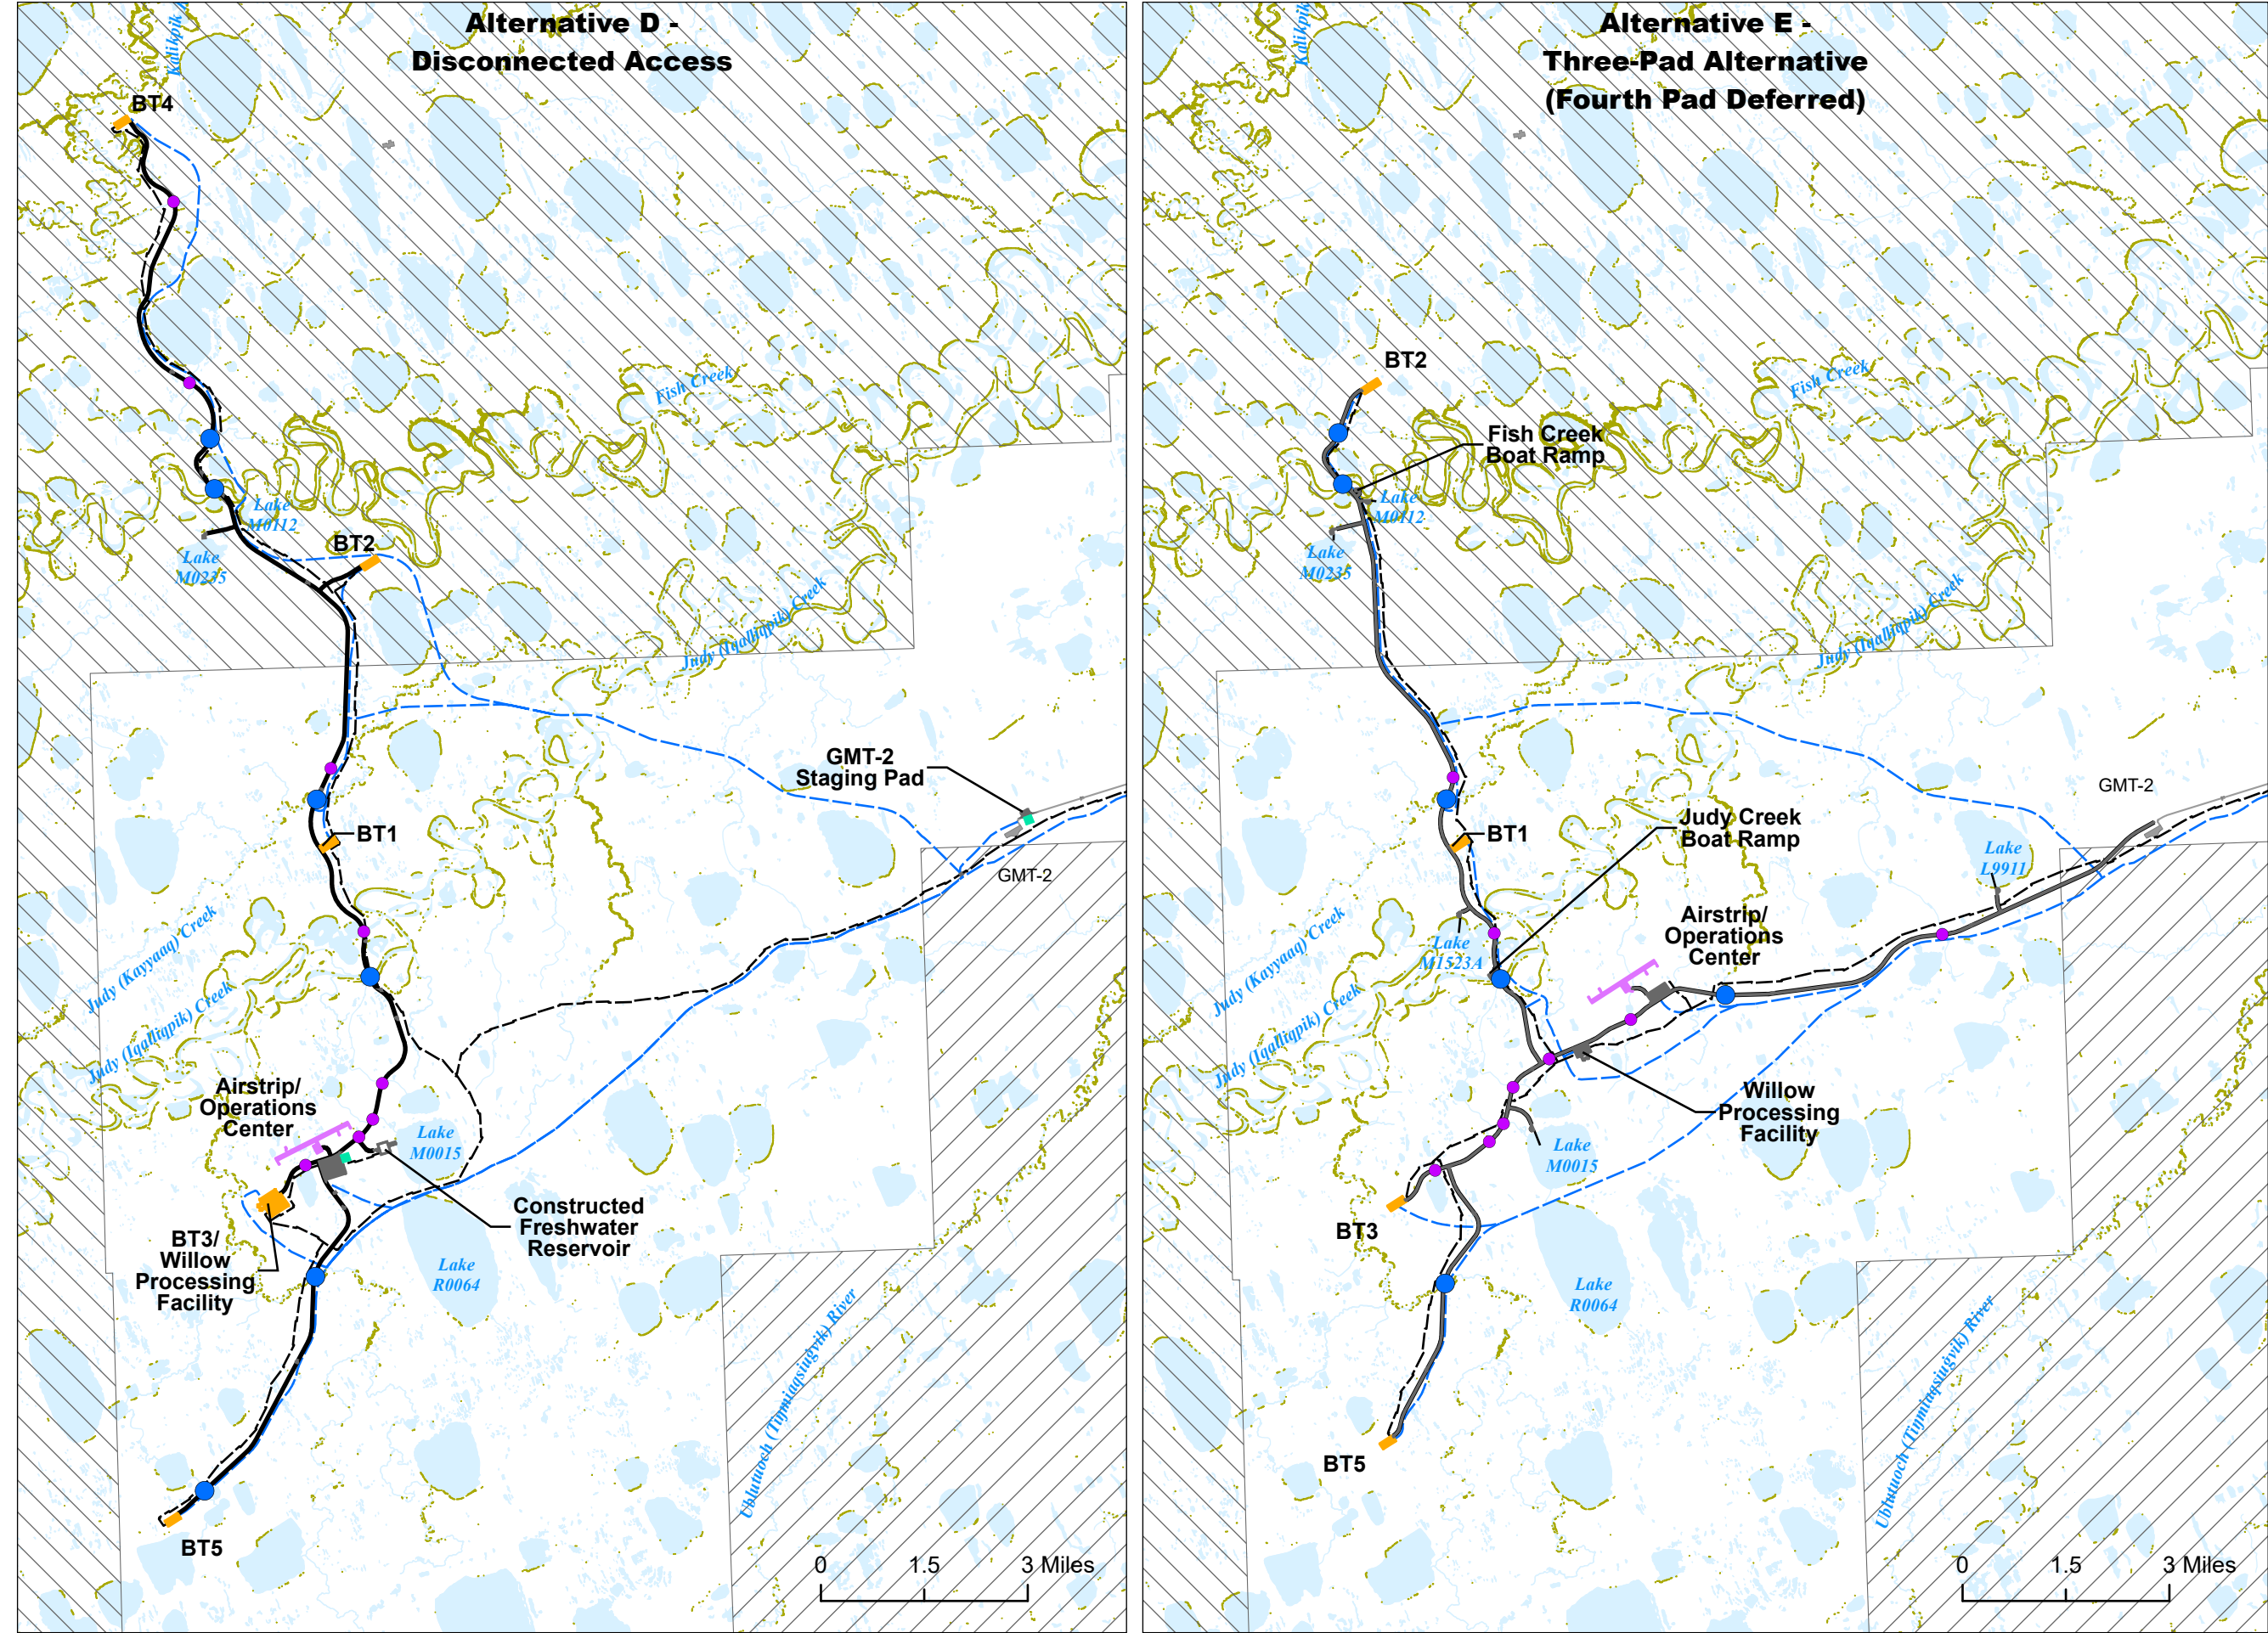 Alternative D -
Disconnected Access
Kalikpik
BT4
Fish Creek
Lake
M0112
BT2
Lake
M0235
Judy (Iqalliqpik) Creek
GMT-2
Staging Pad
BT1
GMT-2
Judy (Kayyaaq) Creek
Judy (Iqalliqpik) Creek
Airstrip/
Operations
Center
Lake
M0015
Constructed
Freshwater
Reservoir
BT3/
Willow
Processing
Facility
Lake
R0064
Ublutuoch (Tiŋmiaqsiuġvik) River
BT5
0 1.5 3 Miles
Alternative E -
Three-Pad Alternative
(Fourth Pad Deferred)
Kalikpik
BT2
Fish Creek
Fish Creek
Boat Ramp
Lake
M0112
Lake
M0235
Judy (Iqalliqpik) Creek
GMT-2
Judy Creek
Boat Ramp
BT1
Lake
L9911
Airstrip/
Operations
Center
Lake
M1523A
Judy (Kayyaaq) Creek
Judy (Iqalliqpik) Creek
Willow
Processing
Facility
Lake
M0015
BT3
Lake
R0064
Ublutuoch (Tiŋmiaqsiuġvik) River
BT5
0 1.5 3 Miles